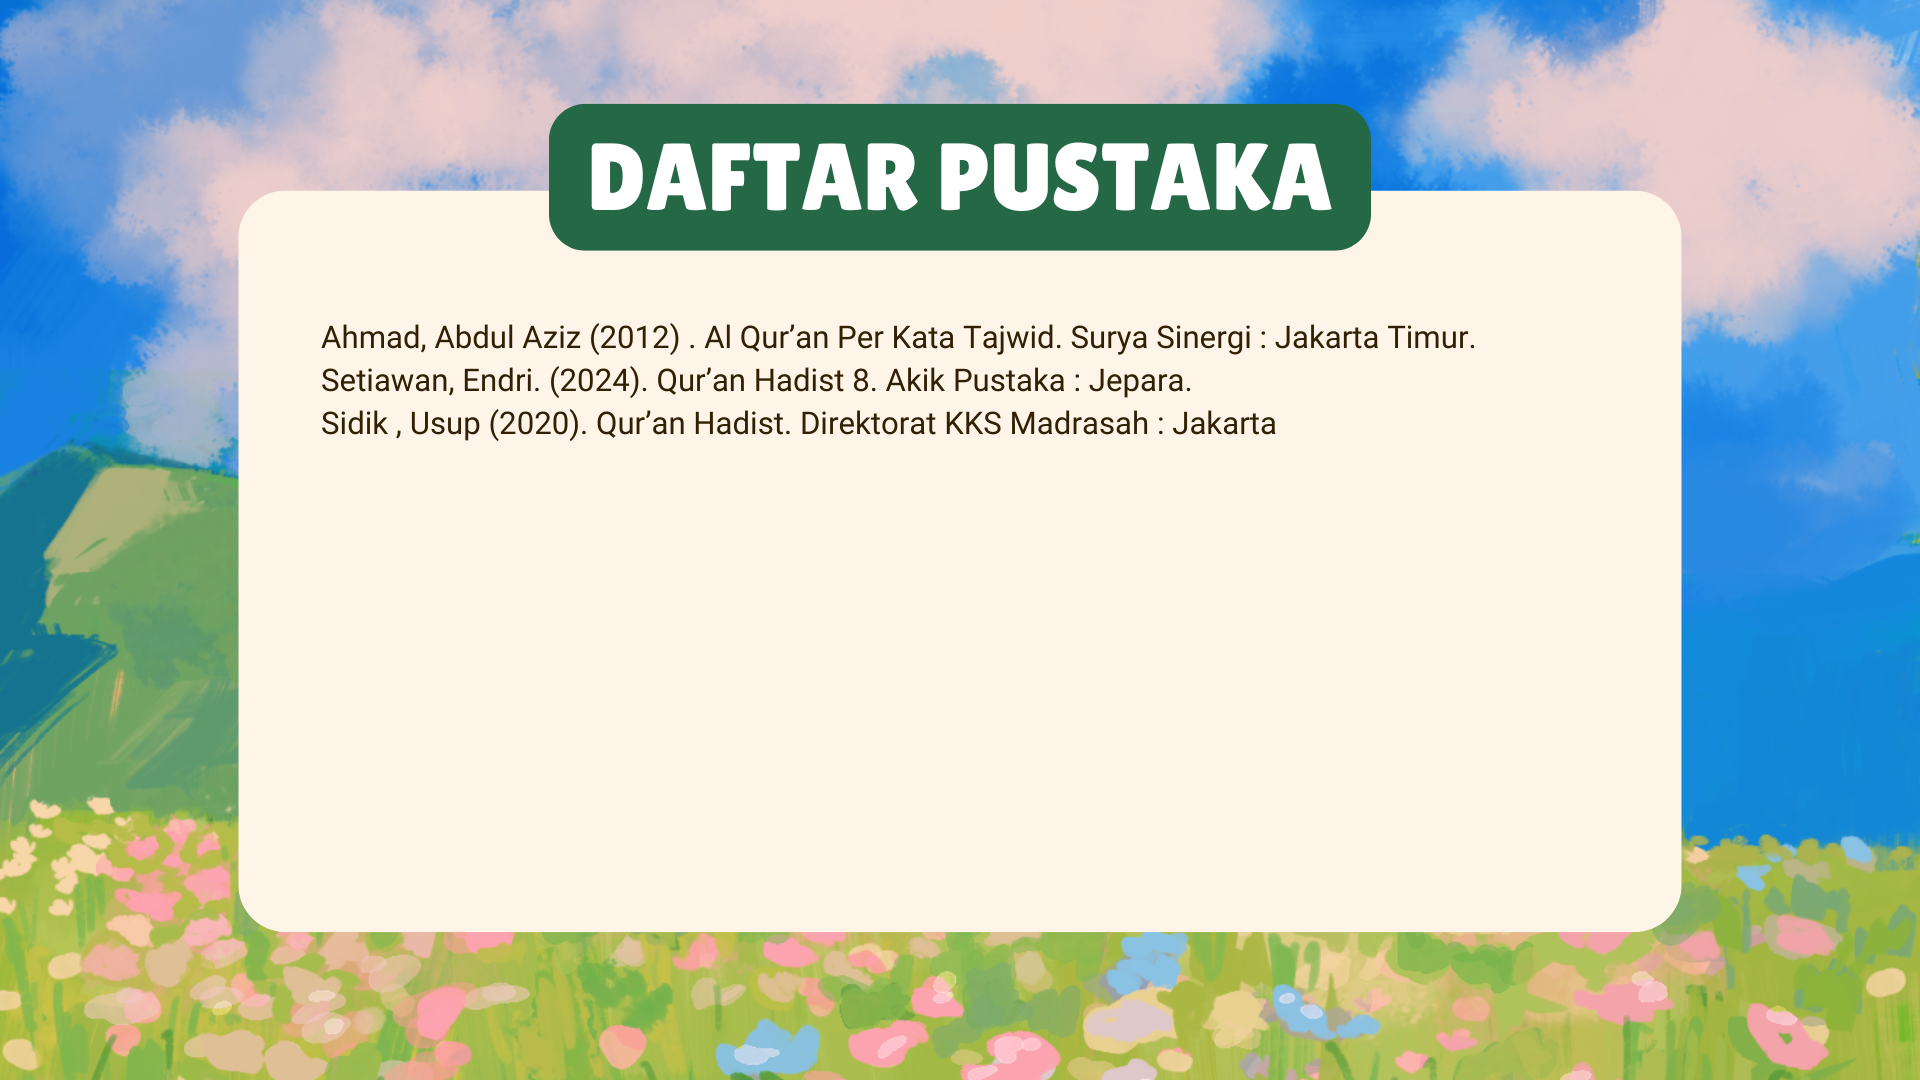 DAFTAR PUSTAKA
Ahmad, Abdul Aziz (2012) . Al Qur’an Per Kata Tajwid. Surya Sinergi : Jakarta Timur.
Setiawan, Endri. (2024). Qur’an Hadist 8. Akik Pustaka : Jepara.
Sidik , Usup (2020). Qur’an Hadist. Direktorat KKS Madrasah : Jakarta